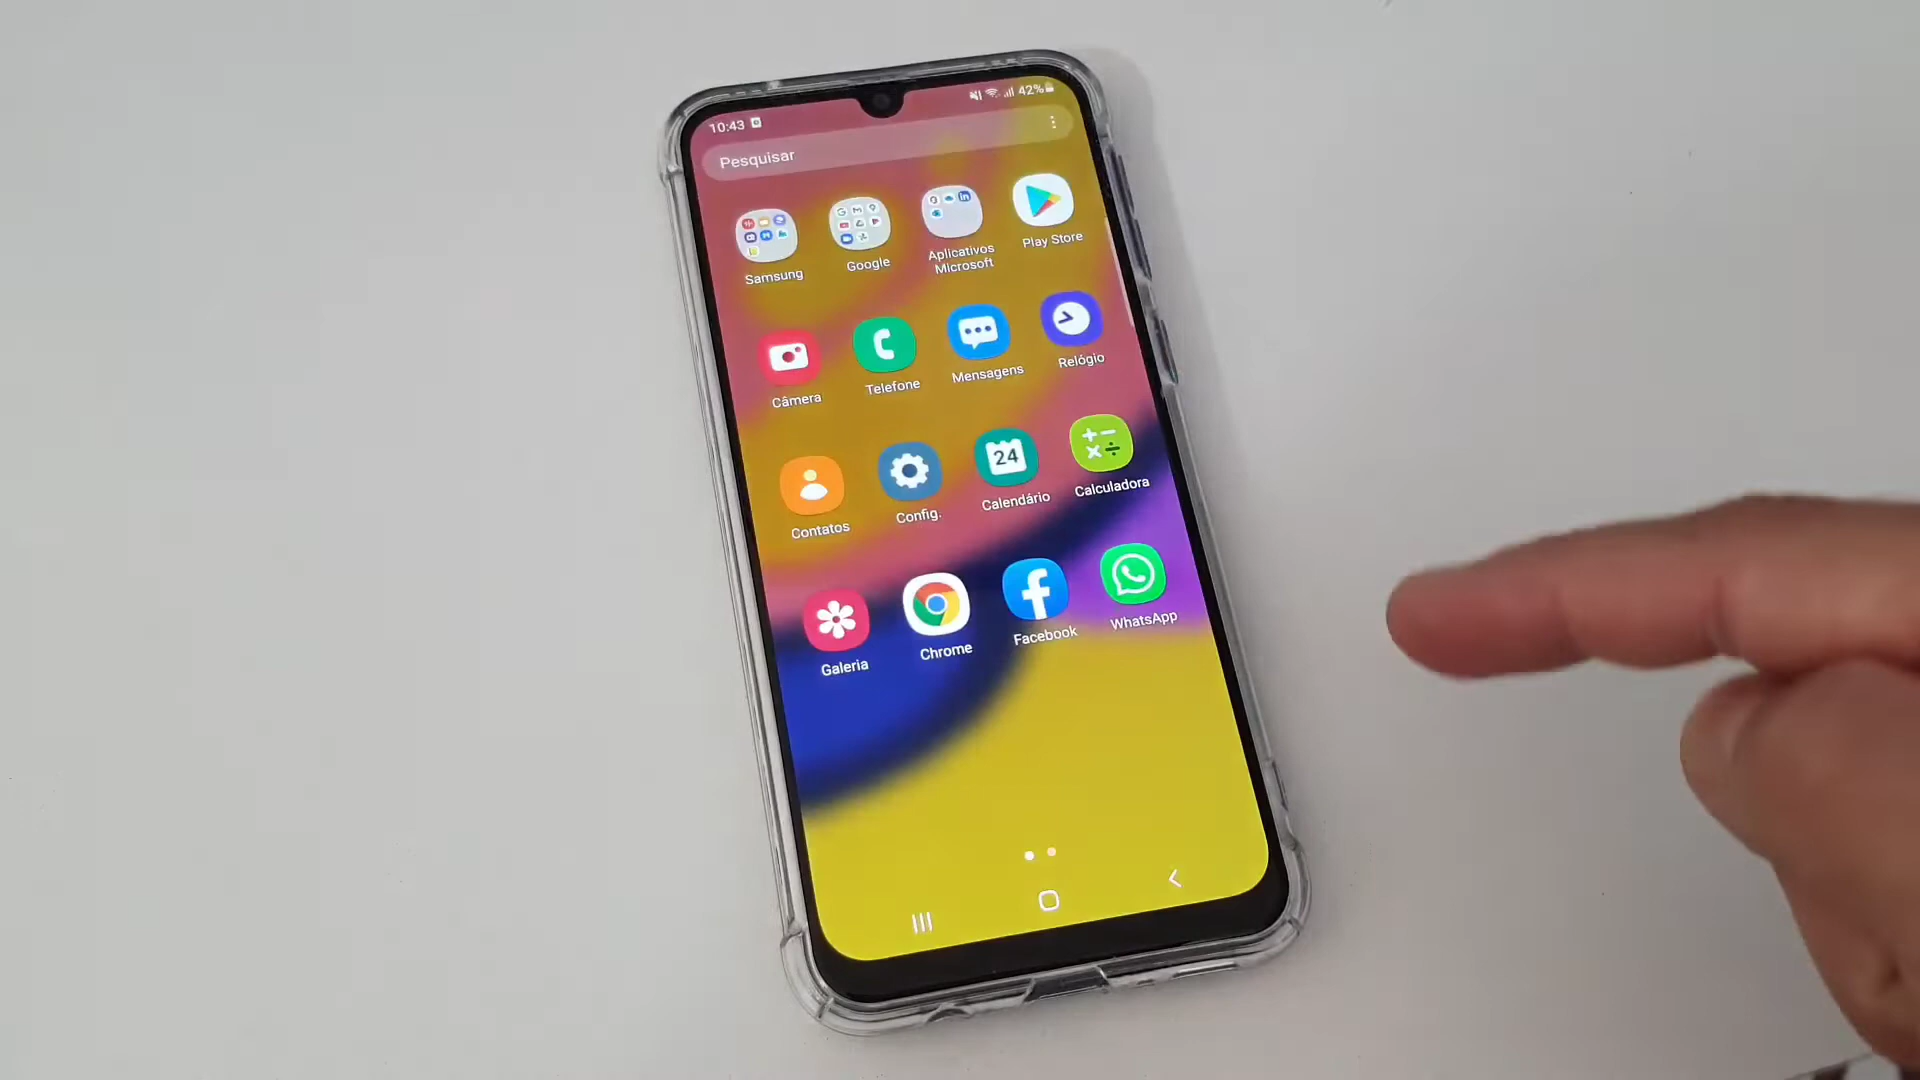 10:43
42%
Pesquisar
Samsung
Google
Aplicativos
Microsoft
Play Store
Câmera
Telefone
Mensagens
Relógio
Contatos
Config.
24
Calendário
Calculadora
Galeria
Chrome
Facebook
WhatsApp